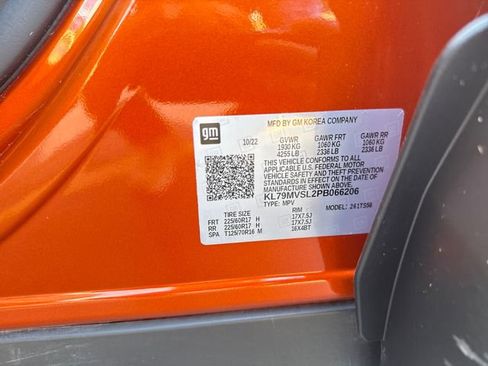 gm
MFD BY GM KOREA COMPANY
10/22 GVWR GAWR FRT GAWR RR
1930 KG 1060 KG 1060 KG
4255 LB 2336 LB 2336 LB
THIS VEHICLE CONFORMS TO ALL
APPLICABLE U.S. FEDERAL MOTOR
VEHICLE SAFETY AND THEFT PREVENTION
STANDARDS IN EFFECT ON THE DATE OF
MANUFACTURE SHOWN ABOVE.
KL79MVSL2PB066206
TYPE: MPV MODEL: 261TS58
TIRE SIZE RIM
FRT 225/60R17 H 17X7.5J
RR 225/60R17 H 17X7.5J
SPA T125/70R16 M 16X4BT